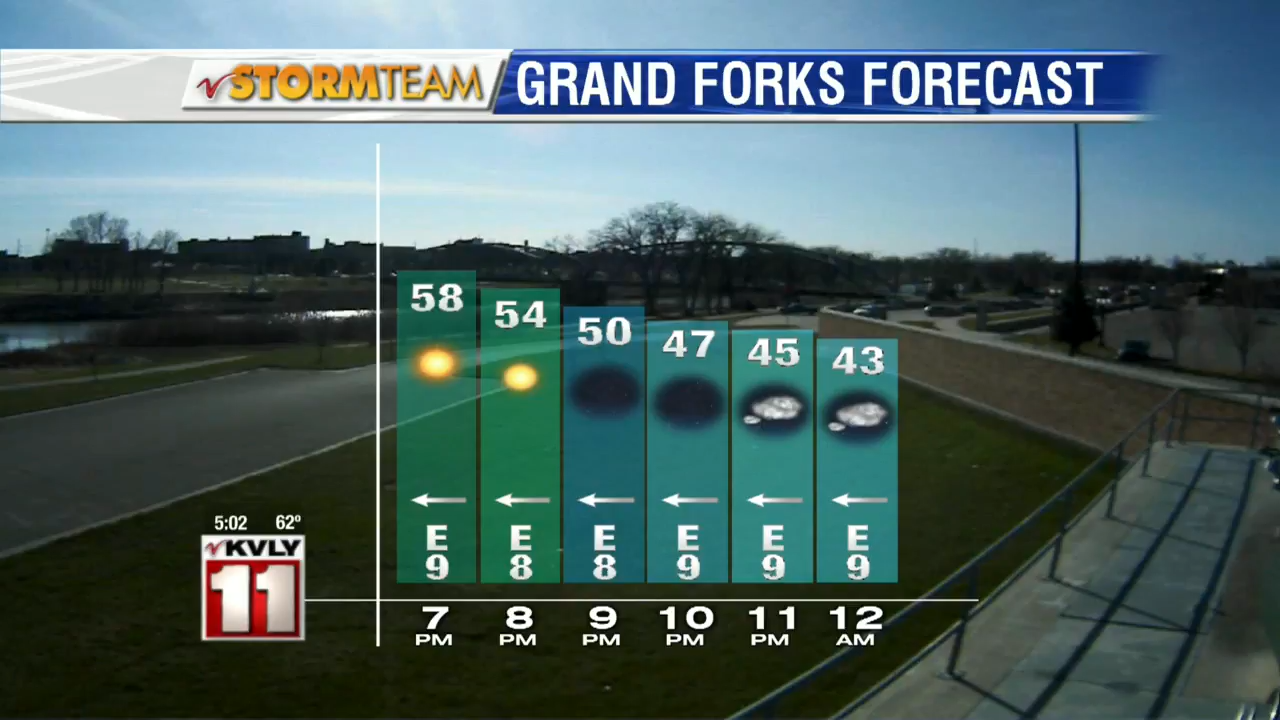 STORMTEAM
GRAND FORKS FORECAST
58
54
50
47
45
43
E
9
E
8
E
8
E
9
E
9
E
9
5:02 62º
KVLY
11
7
PM
8
PM
9
PM
10
PM
11
PM
12
AM